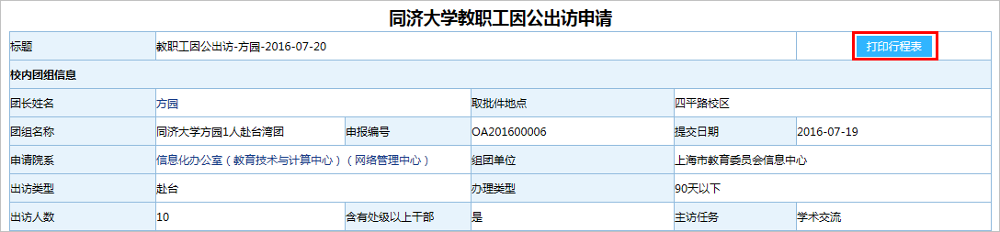 同济大学教职工因公出访申请
标题 教职工因公出访-方园-2016-07-20 打印行程表
校内团组信息
团长姓名 方园 取批件地点 四平路校区
团组名称 同济大学方园1人赴台湾团 申报编号 OA201600006 提交日期 2016-07-19
申请院系 信息化办公室（教育技术与计算中心）（网络管理中心） 组团单位 上海市教育委员会信息中心
出访类型 赴台 办理类型 90天以下
出访人数 10 含有处级以上干部 是 主访任务 学术交流